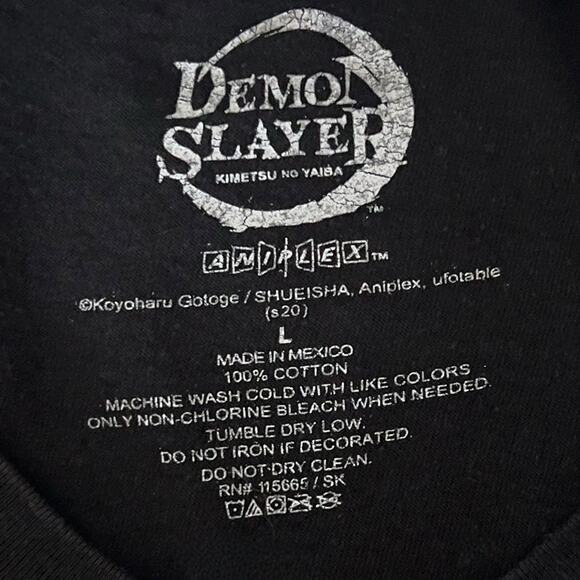 DEMON
SLAYER
KIMETSU NO YAIBA
TM
ANIPLEX TM
©Koyoharu Gotoge / SHUEISHA, Aniplex, ufotable
(s20)
L
MADE IN MEXICO
100% COTTON
MACHINE WASH COLD WITH LIKE COLORS
ONLY NON-CHLORINE BLEACH WHEN NEEDED.
TUMBLE DRY LOW.
DO NOT IRON IF DECORATED.
DO NOT DRY CLEAN.
RN# 115665 / SK